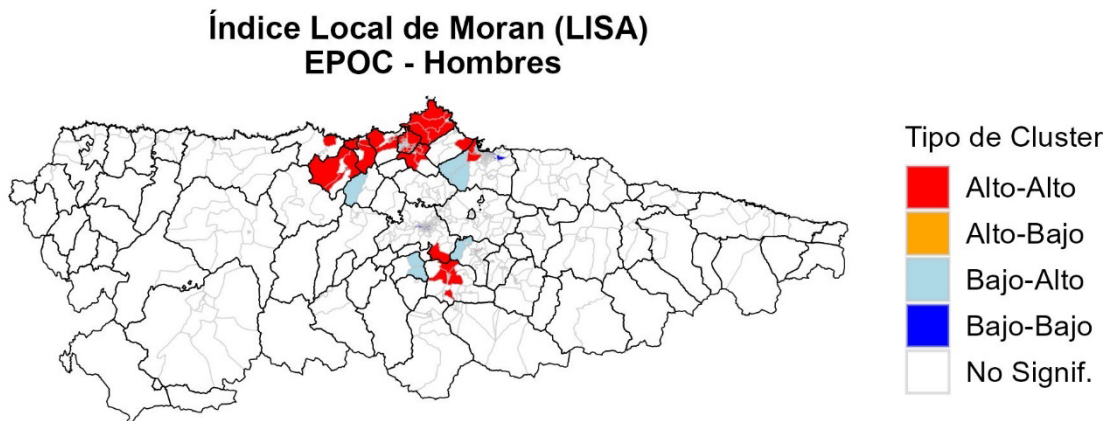 Índice Local de Moran (LISA)
EPOC - Hombres
Tipo de Cluster
Alto-Alto
Alto-Bajo
Bajo-Alto
Bajo-Bajo
No Signif.